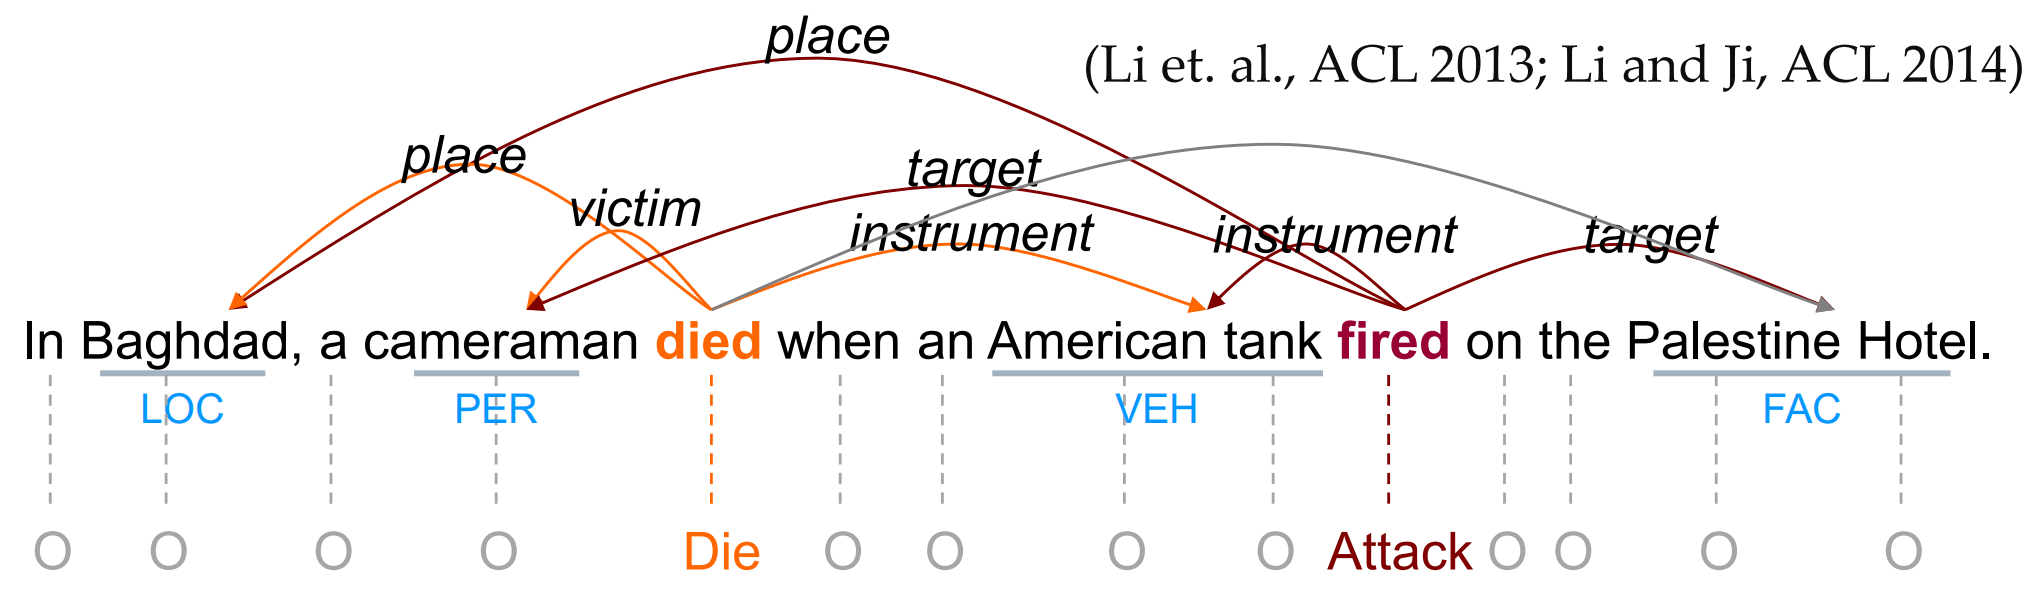 place
(Li et. al., ACL 2013; Li and Ji, ACL 2014)
place
target
victim
instrument
instrument
target
In Baghdad, a cameraman died when an American tank fired on the Palestine Hotel.
LOC PER VEH FAC
O O O O Die O O O O Attack O O O O